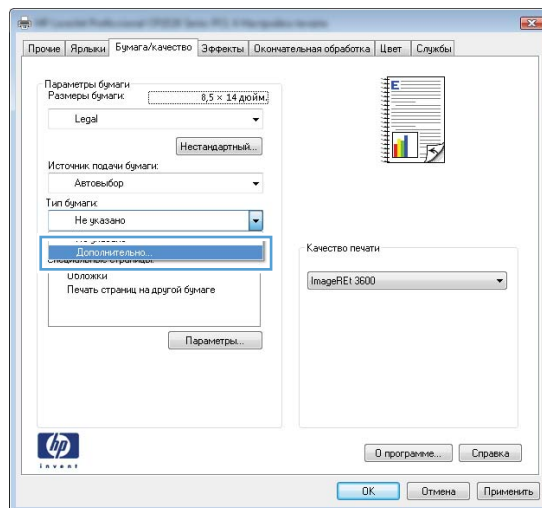 Прочие Ярлыки Бумага/качество Эффекты Окончательная обработка Цвет Службы
Параметры бумаги
Размеры бумаги: 8,5 × 14 дюйм.
Legal
Нестандартный...
Источник подачи бумаги:
Автовыбор
Тип бумаги:
Не указано
Дополнительно...
Обложки
Печать страниц на другой бумаге
Параметры...
E
Качество печати
ImageREt 3600
hp
invent
О программе... Справка
OK Отмена Применить